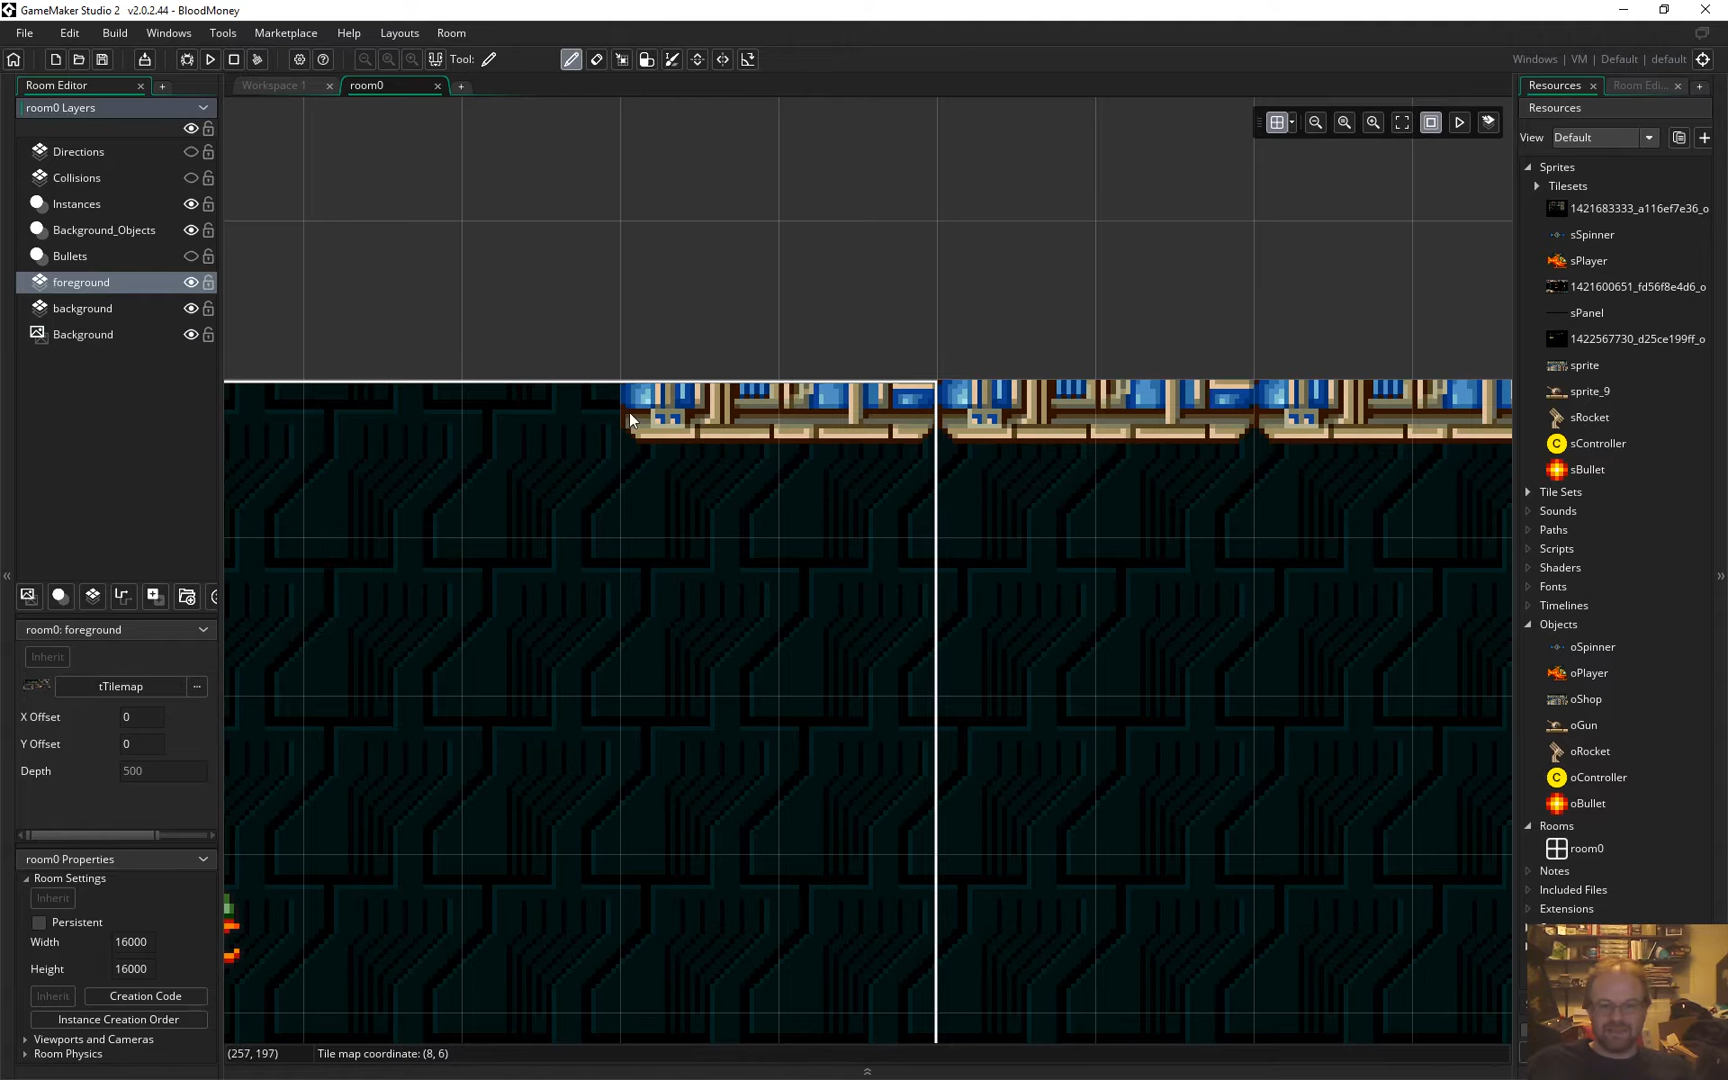 GameMaker Studio 2 v2.0.2.44 - BloodMoney
File Edit Build Windows Tools Marketplace Help Layouts Room
Tool:
Windows | VM | Default | default
Room Editor
Workspace 1
room0
Resources
Room Edi...
room0 Layers
Resources
View Default
Directions
Collisions
Instances
Background_Objects
Bullets
foreground
background
Background
Sprites
Tilesets
1421683333_a116ef7e36_o
sSpinner
sPlayer
1421600651_fd56f8e4d6_o
sPanel
1422567730_d25ce199ff_o
sprite
sprite_9
sRocket
sController
C
sBullet
Tile Sets
Sounds
Paths
Scripts
Shaders
Fonts
Timelines
Objects
oSpinner
oPlayer
oShop
oGun
oRocket
oController
C
oBullet
Rooms
room0
Notes
Included Files
Extensions
room0: foreground
Inherit
tTilemap ...
X Offset 0
Y Offset 0
Depth 500
room0 Properties
Room Settings
Inherit
Persistent
Width 16000
Height 16000
Inherit Creation Code
Instance Creation Order
Viewports and Cameras
Room Physics
(257, 197) Tile map coordinate: (8, 6)